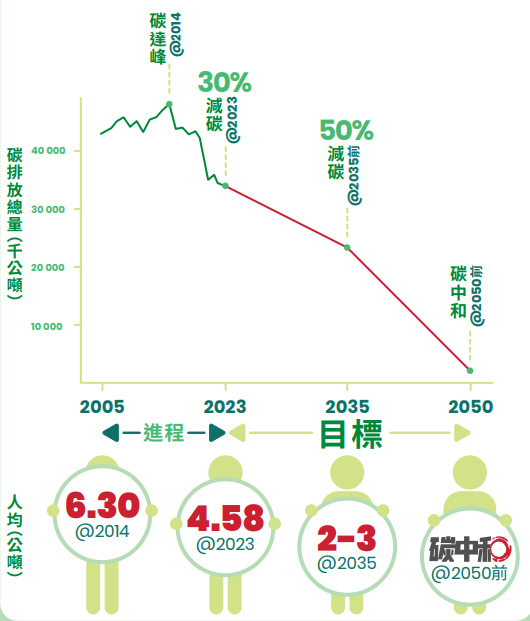 碳達峰
@2014
30%
減碳
@2023
50%
減碳
@2035前
碳中和
@2050前
碳排放總量（千公噸）
40 000
30 000
20 000
10 000
2005
2023
2035
2050
進程
目標
人均（公噸）
6.30
@2014
4.58
@2023
2-3
@2035
碳中和
@2050前